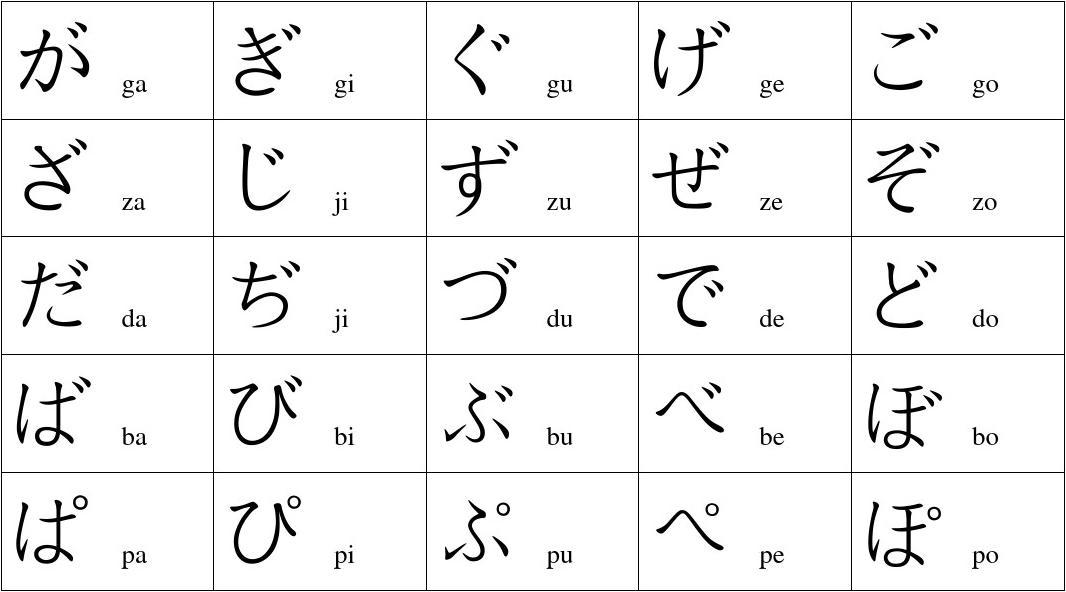 が ga ぎ gi ぐ gu げ ge ご go
ざ za じ ji ず zu ぜ ze ぞ zo
だ da ぢ ji づ du で de ど do
ば ba び bi ぶ bu べ be ぼ bo
ぱ pa ぴ pi ぷ pu ぺ pe ぽ po